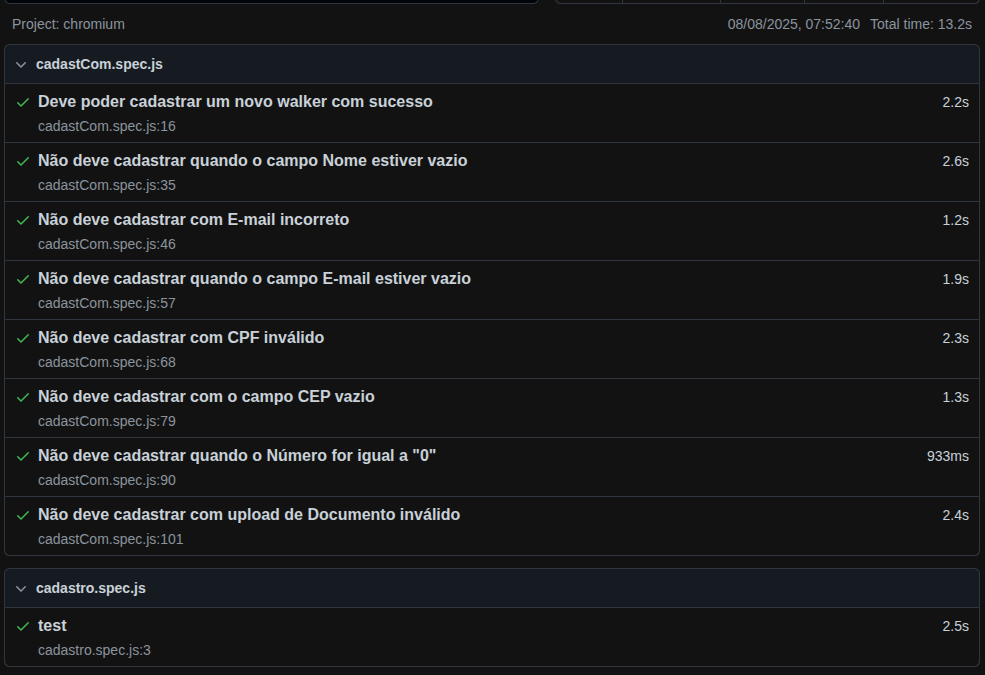 Project: chromium
08/08/2025, 07:52:40 Total time: 13.2s
cadastCom.spec.js
Deve poder cadastrar um novo walker com sucesso 2.2s
cadastCom.spec.js:16
Não deve cadastrar quando o campo Nome estiver vazio 2.6s
cadastCom.spec.js:35
Não deve cadastrar com E-mail incorreto 1.2s
cadastCom.spec.js:46
Não deve cadastrar quando o campo E-mail estiver vazio 1.9s
cadastCom.spec.js:57
Não deve cadastrar com CPF inválido 2.3s
cadastCom.spec.js:68
Não deve cadastrar com o campo CEP vazio 1.3s
cadastCom.spec.js:79
Não deve cadastrar quando o Número for igual a "0" 933ms
cadastCom.spec.js:90
Não deve cadastrar com upload de Documento inválido 2.4s
cadastCom.spec.js:101
cadastro.spec.js
test 2.5s
cadastro.spec.js:3